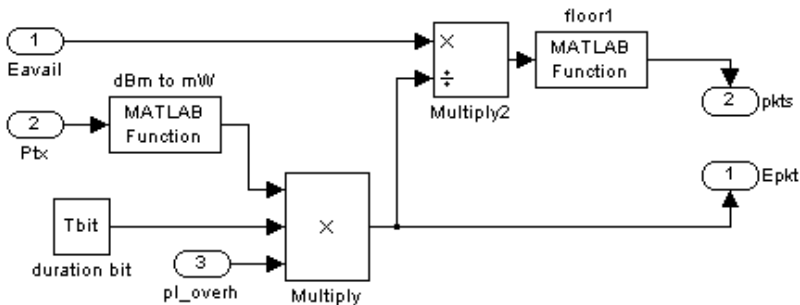 floor1
1
Eavail
×
÷
Multiply2
MATLAB
Function
2
pkts
dBm to mW
MATLAB
Function
2
Ptx
1
Epkt
Tbit
duration bit
×
Multiply
3
pl_overh